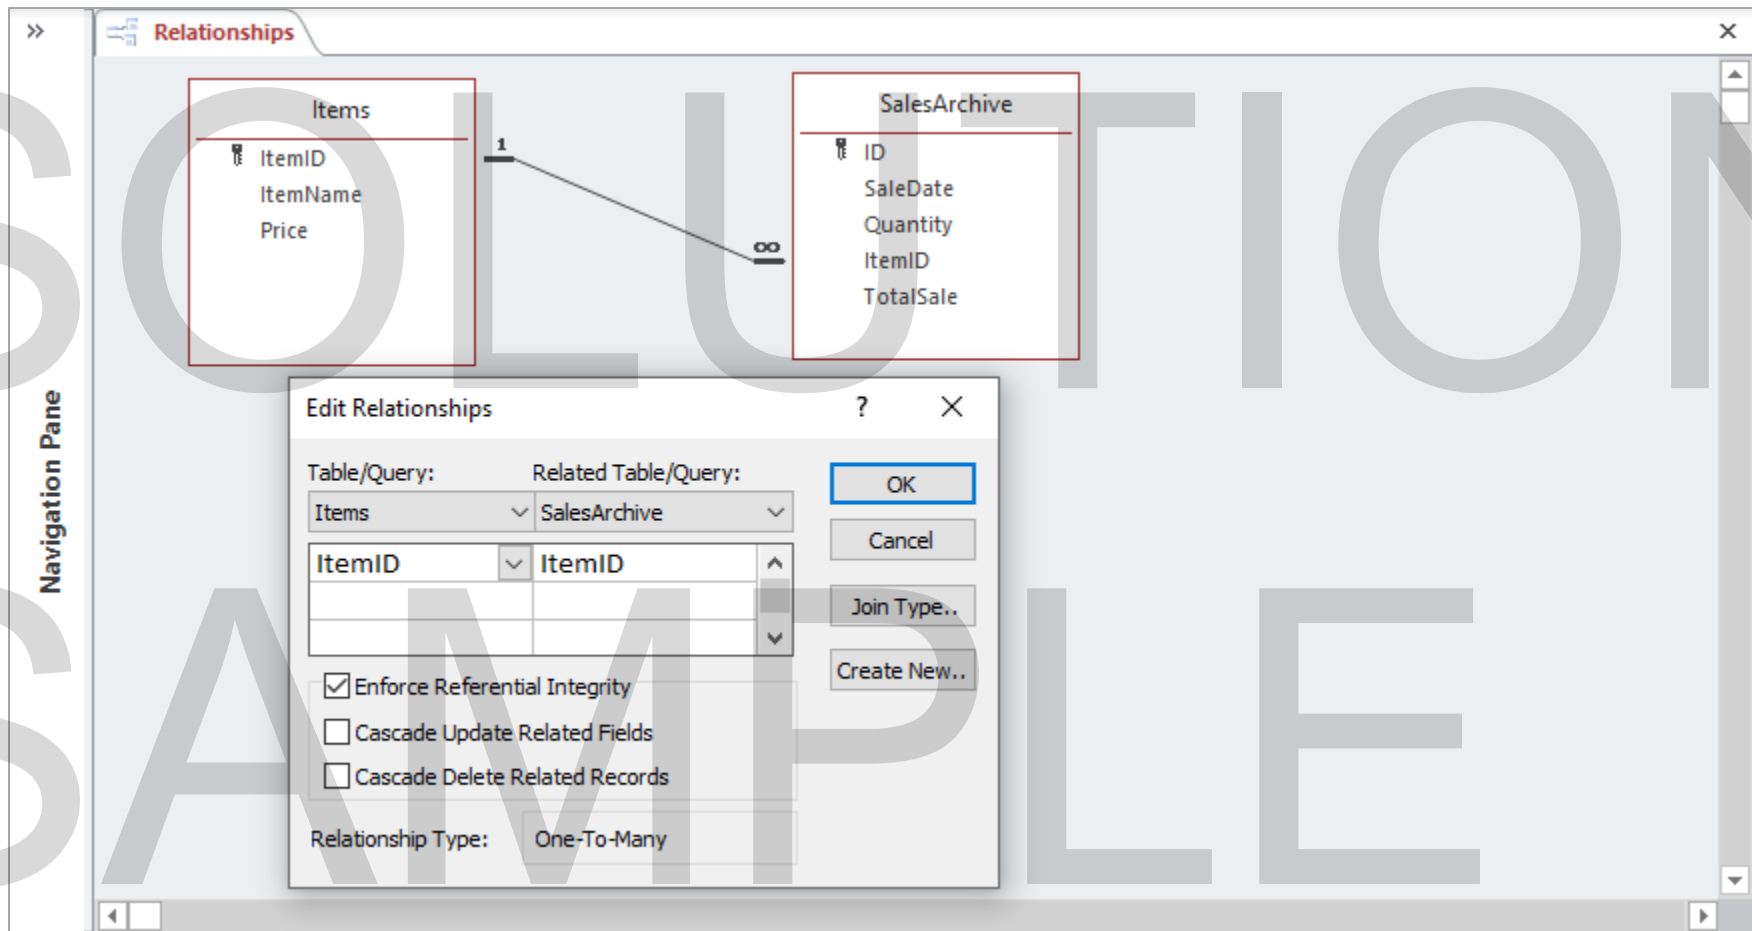 Relationships
Navigation Pane
Items
ItemID
ItemName
Price
1
∞
SalesArchive
ID
SaleDate
Quantity
ItemID
TotalSale
Edit Relationships
?
Table/Query:
Related Table/Query:
Items
SalesArchive
ItemID
ItemID
Enforce Referential Integrity
Cascade Update Related Fields
Cascade Delete Related Records
Relationship Type:
One-To-Many
OK
Cancel
Join Type..
Create New..
SOLUTION
SAMPLE